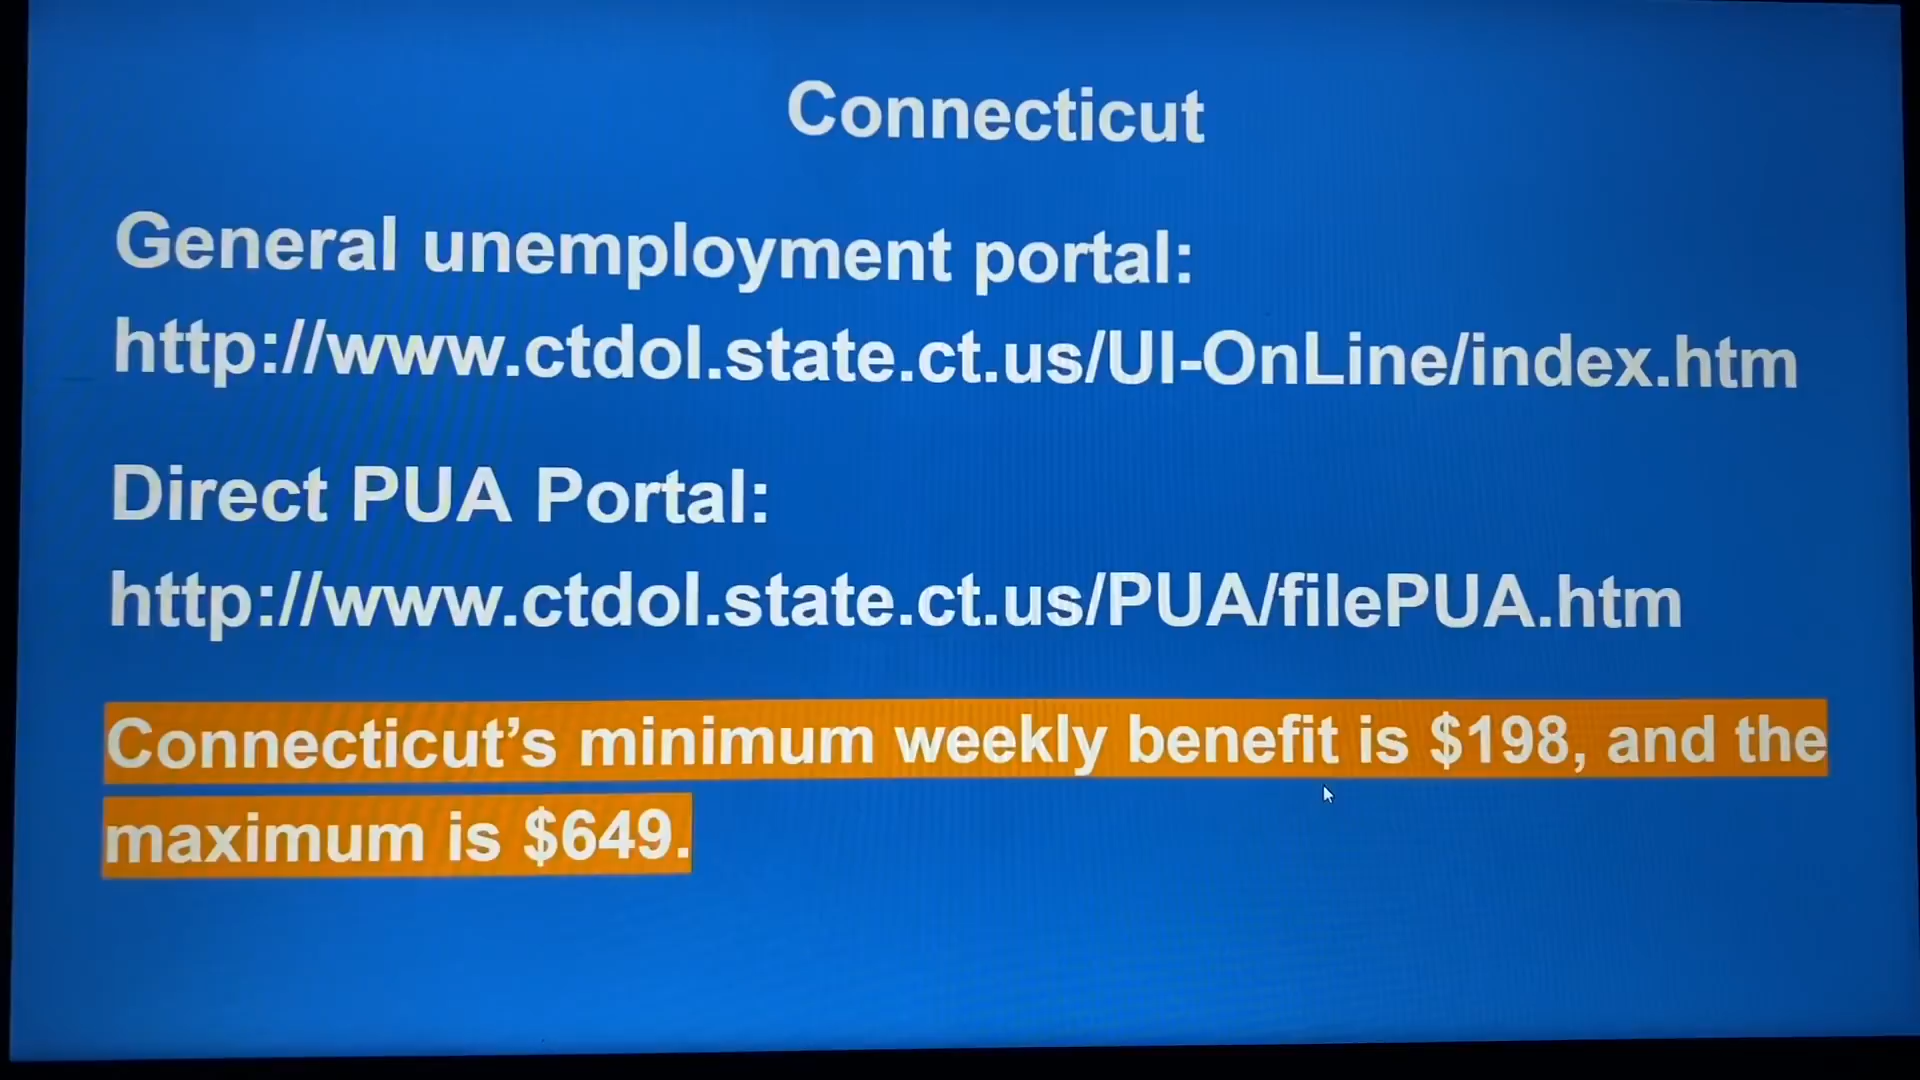 Connecticut
General unemployment portal:
http://www.ctdol.state.ct.us/UI-OnLine/index.htm
Direct PUA Portal:
http://www.ctdol.state.ct.us/PUA/filePUA.htm
Connecticut’s minimum weekly benefit is $198, and the
maximum is $649.